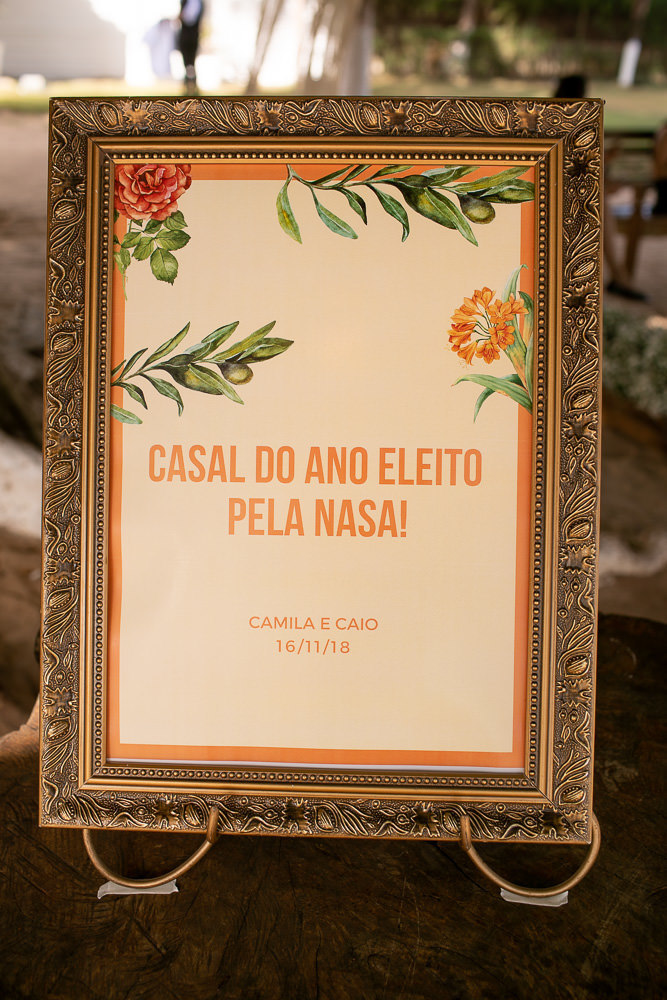 CASAL DO ANO ELEITO
PELA NASA!
CAMILA E CAIO
16/11/18